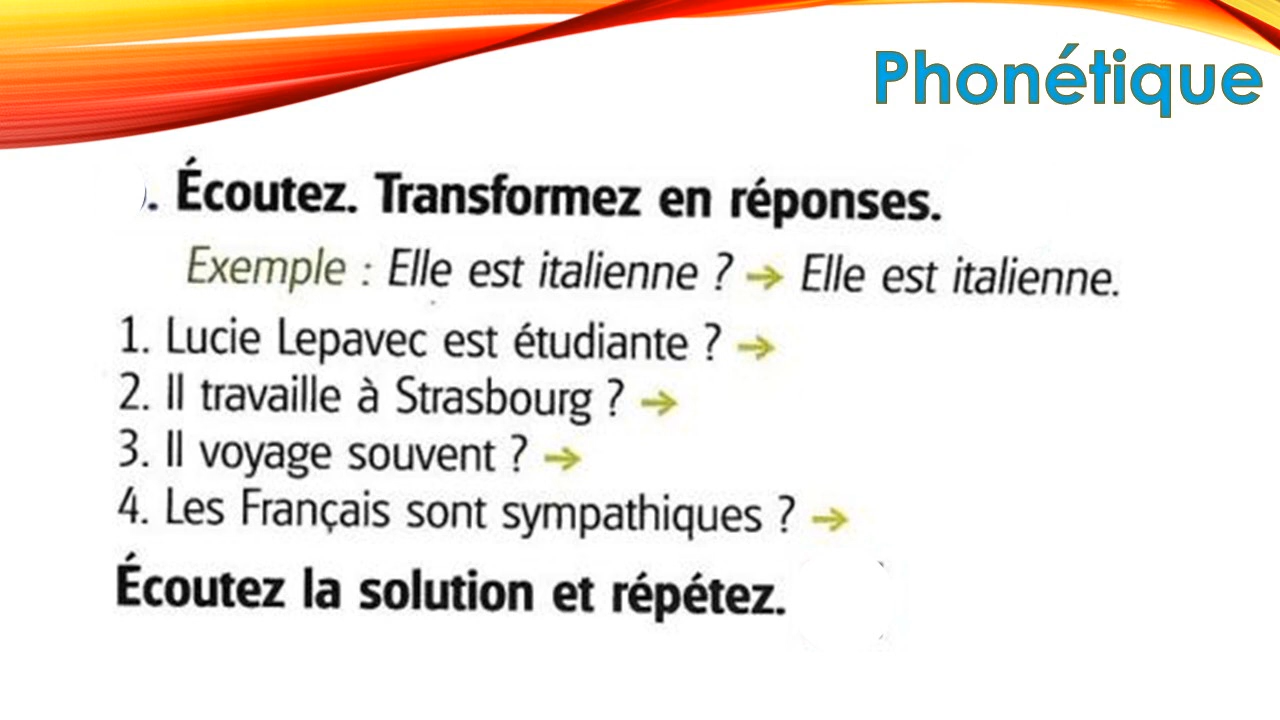 Phonétique
. Écoutez. Transformez en réponses.
Exemple : Elle est italienne ? → Elle est italienne.
1. Lucie Lepavec est étudiante ? →
2. Il travaille à Strasbourg ? →
3. Il voyage souvent ? →
4. Les Français sont sympathiques ? →
Écoutez la solution et répétez.